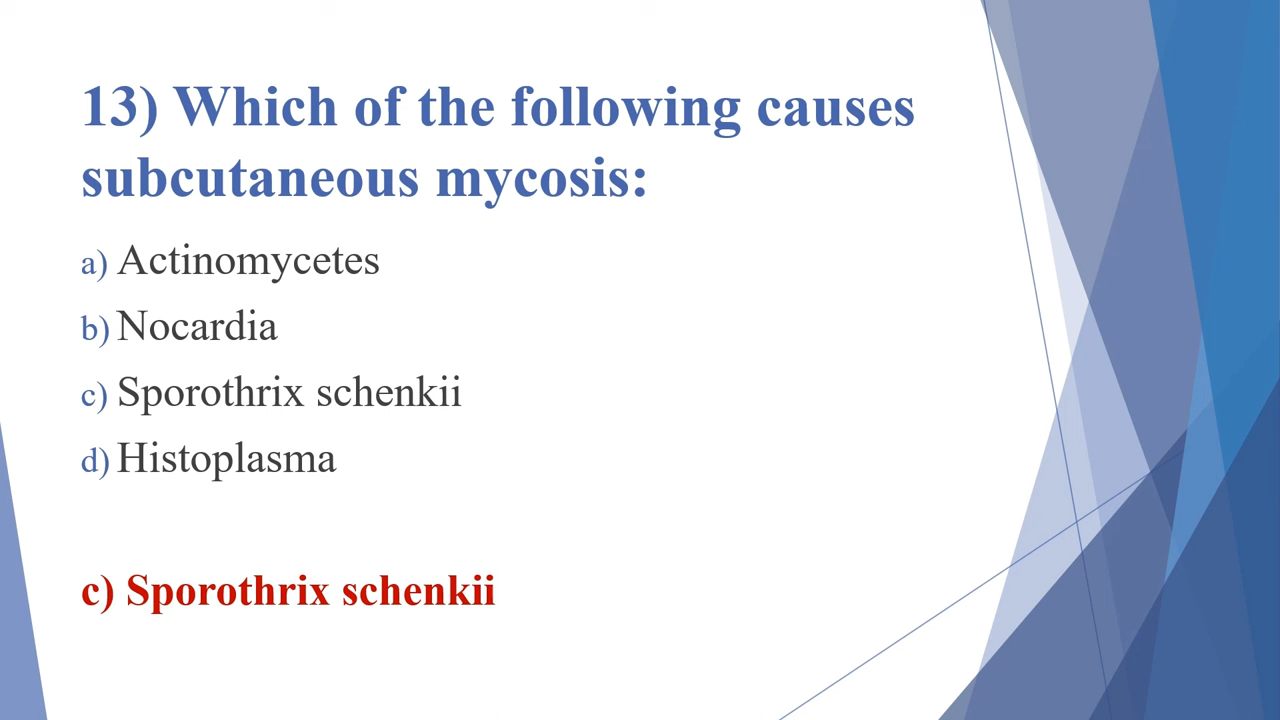 13) Which of the following causes
subcutaneous mycosis:
a) Actinomycetes
b) Nocardia
c) Sporothrix schenkii
d) Histoplasma
c) Sporothrix schenkii